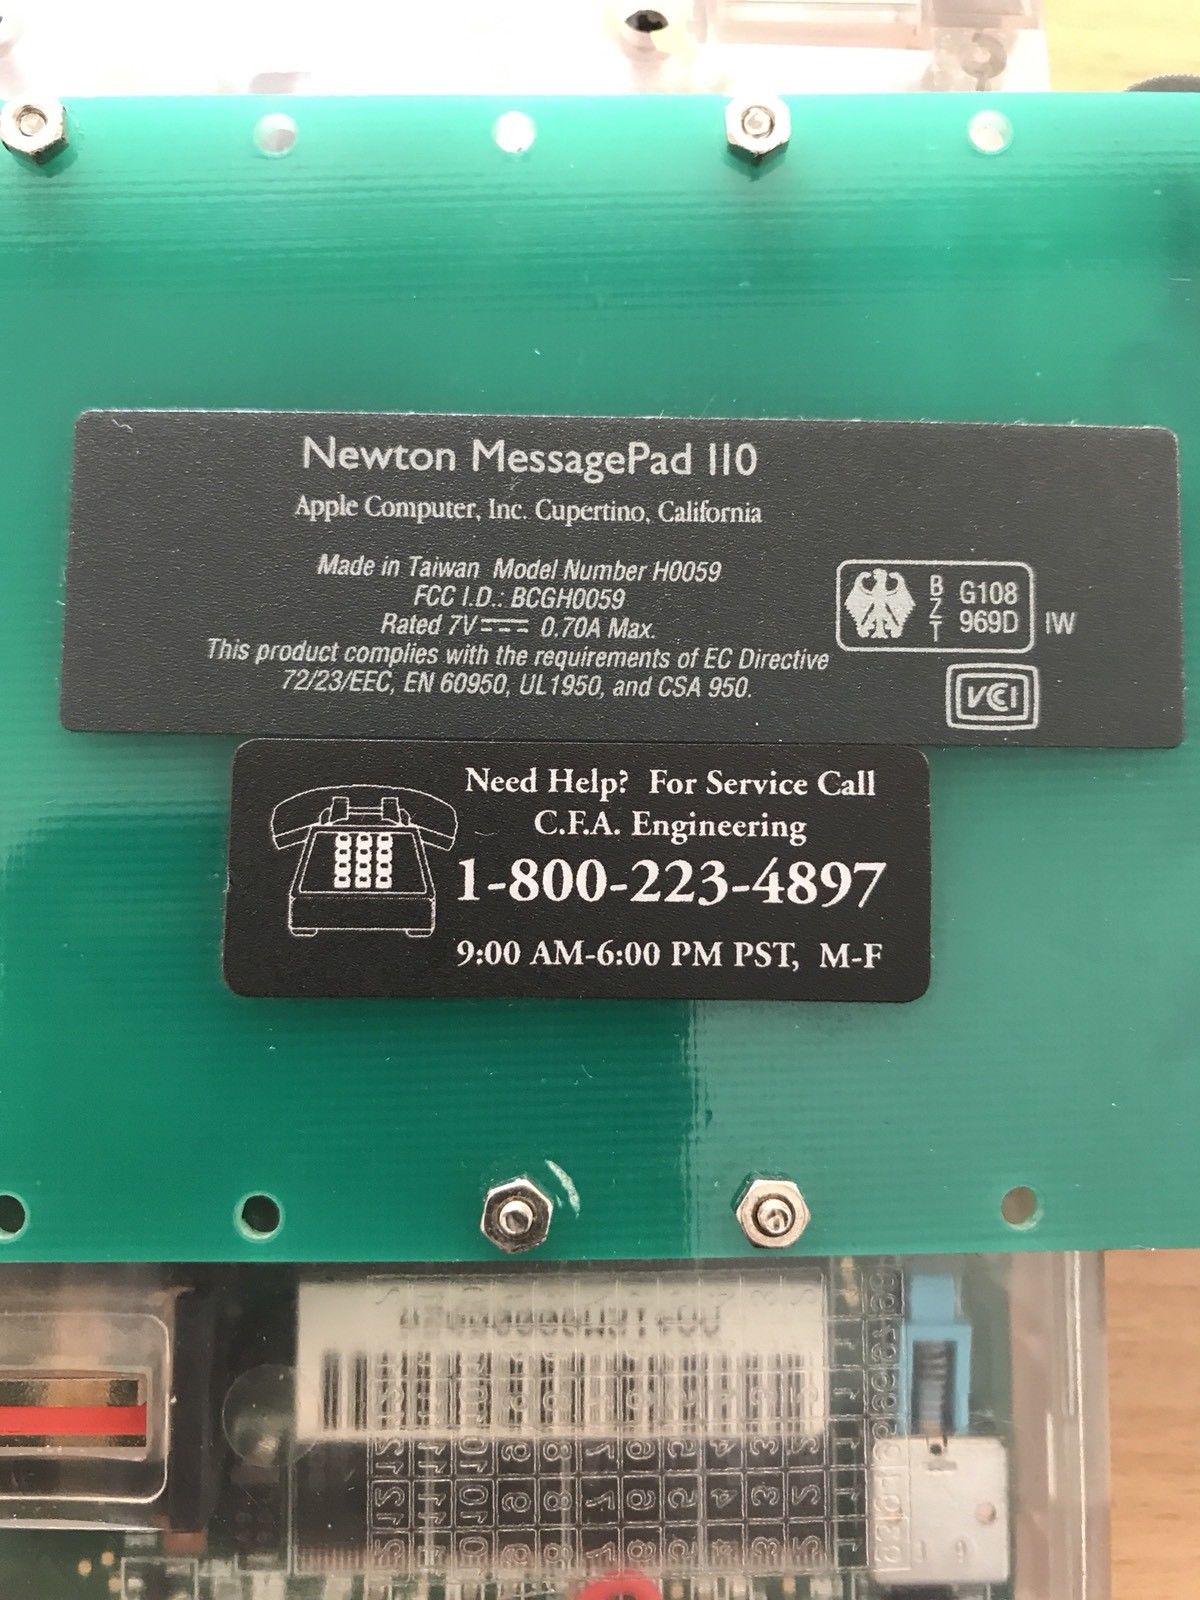 Newton MessagePad 110
Apple Computer, Inc. Cupertino, California
Made in Taiwan Model Number H0059
FCC I.D.: BCGH0059
Rated 7V⎓ 0.70A Max.
This product complies with the requirements of EC Directive
72/23/EEC, EN 60950, UL1950, and CSA 950.
BZT
G108
969D
IW
VCI
Need Help? For Service Call
C.F.A. Engineering
1-800-223-4897
9:00 AM-6:00 PM PST, M-F